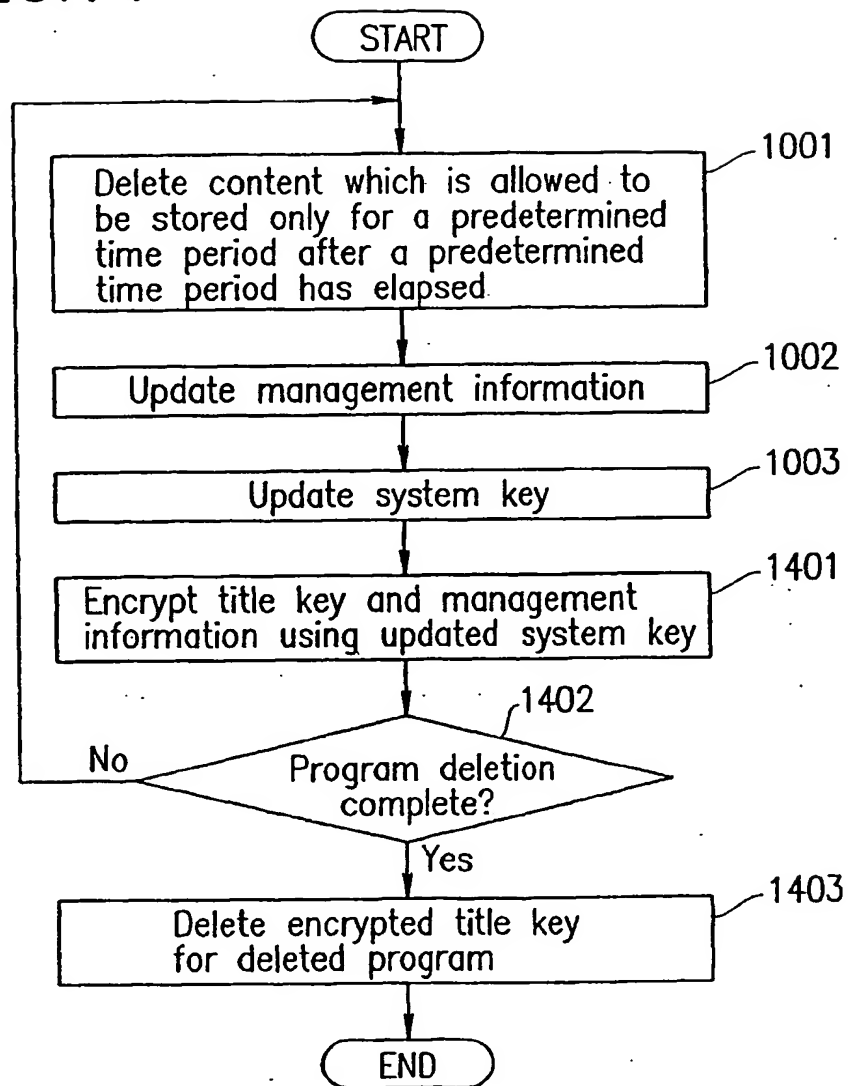 START
1001
Delete content which is allowed to
be stored only for a predetermined
time period after a predetermined
time period has elapsed
1002
Update management information
1003
Update system key
1401
Encrypt title key and management
information using updated system key
1402
No
Program deletion
complete?
Yes
1403
Delete encrypted title key
for deleted program
END